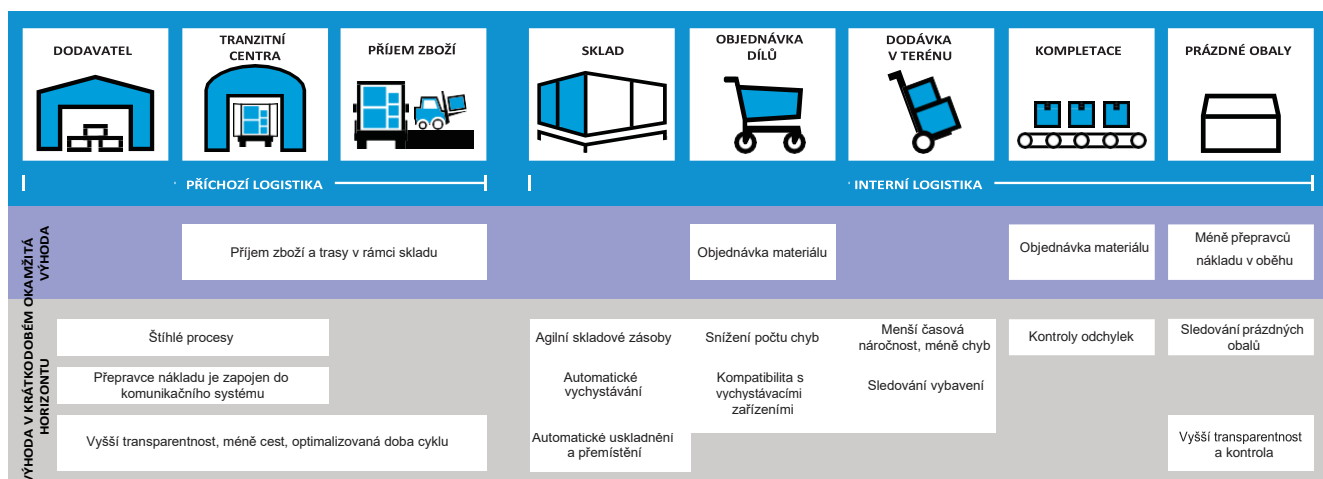 DODAVATEL
TRANZITNÍ
CENTRA
PŘÍJEM ZBOŽÍ
SKLAD
OBJEDNÁVKA
DÍLŮ
DODÁVKA
V TERÉNU
KOMPLETACE
PRÁZDNÉ OBALY
PŘÍCHOZÍ LOGISTIKA
INTERNÍ LOGISTIKA
OKAMŽITÁ
VÝHODA
Příjem zboží a trasy v rámci skladu
Objednávka materiálu
Objednávka materiálu
Méně přepravců
nákladu v oběhu
VÝHODA V KRÁTKODOBÉM
HORIZONTU
Štíhlé procesy
Agilní skladové zásoby
Snížení počtu chyb
Menší časová
náročnost, méně chyb
Kontroly odchylek
Sledování prázdných
obalů
Přepravce nákladu je zapojen do
komunikačního systému
Automatické
vychystávání
Kompatibilita s
vychystávacími
zařízeními
Sledování vybavení
Vyšší transparentnost, méně cest, optimalizovaná doba cyklu
Automatické uskladnění
a přemístění
Vyšší transparentnost
a kontrola